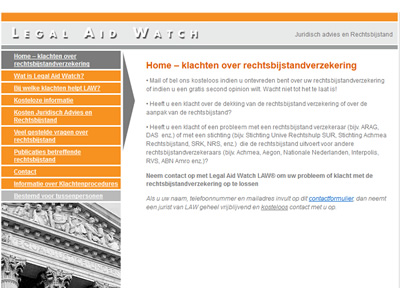 LEGAL AID WATCH
Juridisch advies en Rechtsbijstand
Home – klachten over
rechtsbijstandverzekering
Wat is Legal Aid Watch?
Bij welke klachten helpt LAW?
Kosteloze informatie
Kosten Juridisch Advies en
Rechtsbijstand
Veel gestelde vragen over
rechtsbijstand
Publicaties betreffende
rechtsbijstand
Contact
Informatie over Klachtenprocedures
Bestemd voor tussenpersonen
Home – klachten over rechtsbijstandverzekering
• Mail of bel ons kosteloos indien u ontevreden bent over uw rechtsbijstandverzekering
of indien u een gratis second opinion wilt. Wacht niet tot het te laat is!
• Heeft u een klacht over de dekking van de rechtsbijstand verzekering of over de
aanpak van de rechtsbijstand?
• Heeft u een klacht of een probleem met een rechtsbijstand verzekeraar (bijv. ARAG,
DAS enz.) of met een stichting (bijv. Stichting Univé Rechtshulp SUR, Stichting Achmea
Rechtsbijstand, SRK, NRS, enz.) die de rechtsbijstand uitvoert voor andere
rechtsbijstandverzekeraars (bijv. Achmea, Aegon, Nationale Nederlanden, Interpolis,
RVS, ABN Amro enz.)?
Neem contact op met Legal Aid Watch LAW® om uw probleem of klacht met de
rechtsbijstandverzekering op te lossen
Als u uw naam, telefoonnummer en mailadres invult op dit contactformulier, dan neemt
een jurist van LAW geheel vrijblijvend en kosteloos contact met u op.